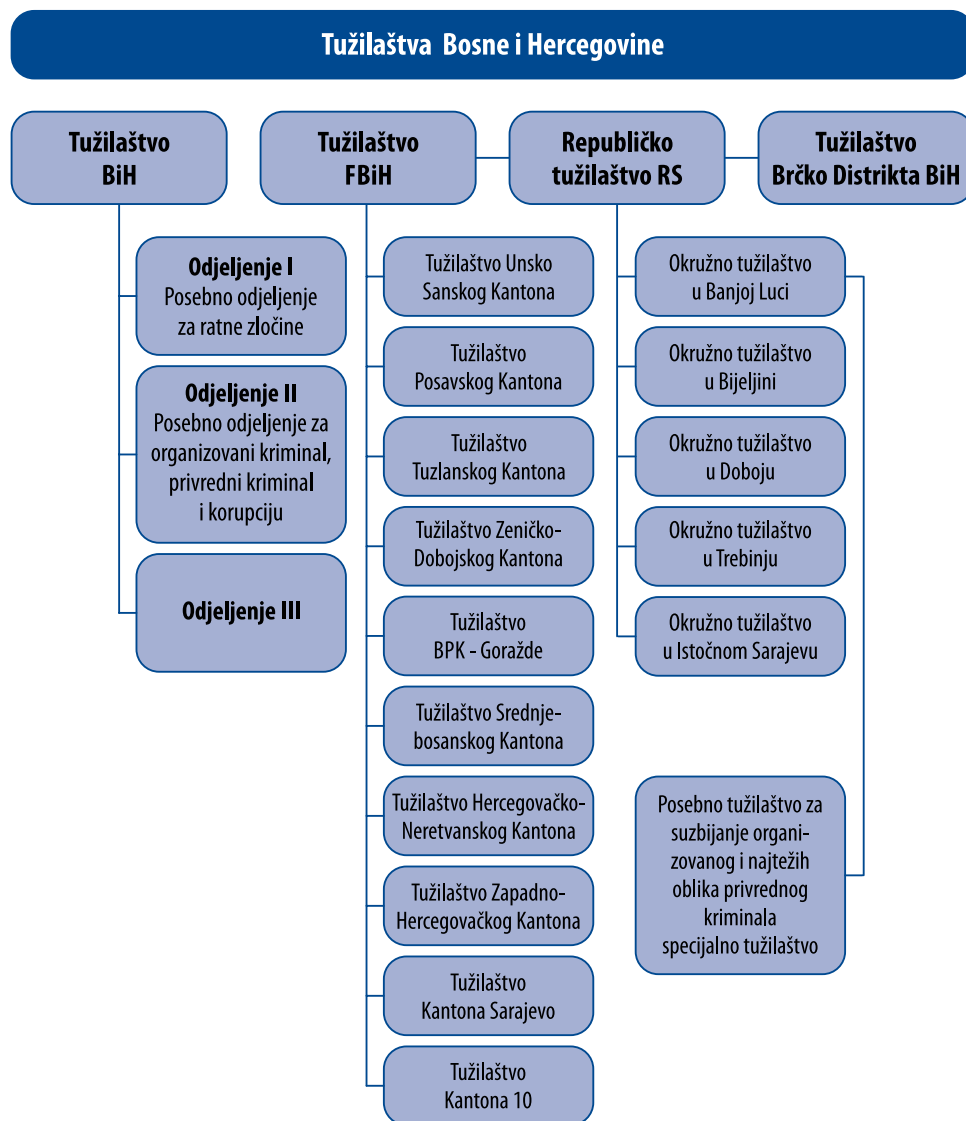 Tužilaštva Bosne i Hercegovine
Tužilaštvo
BiH
Tužilaštvo
FBiH
Republičko
tužilaštvo RS
Tužilaštvo
Brčko Distrikta BiH
Odjeljenje I
Posebno odjeljenje
za ratne zločine
Odjeljenje II
Posebno odjeljenje za
organizovani kriminal,
privredni kriminal
i korupciju
Odjeljenje III
Tužilaštvo Unsko
Sanskog Kantona
Tužilaštvo
Posavskog Kantona
Tužilaštvo
Tuzlanskog Kantona
Tužilaštvo Zeničko-
Dobojskog Kantona
Tužilaštvo
BPK - Goražde
Tužilaštvo Srednje-
bosanskog Kantona
Tužilaštvo Hercegovačko-
Neretvanskog Kantona
Tužilaštvo Zapadno-
Hercegovačkog Kantona
Tužilaštvo
Kantona Sarajevo
Tužilaštvo
Kantona 10
Okružno tužilaštvo
u Banjoj Luci
Okružno tužilaštvo
u Bijeljini
Okružno tužilaštvo
u Doboju
Okružno tužilaštvo
u Trebinju
Okružno tužilaštvo
u Istočnom Sarajevu
Posebno tužilaštvo za
suzbijanje organi-
zovanog i najtežih
oblika privrednog
kriminala
specijalno tužilaštvo